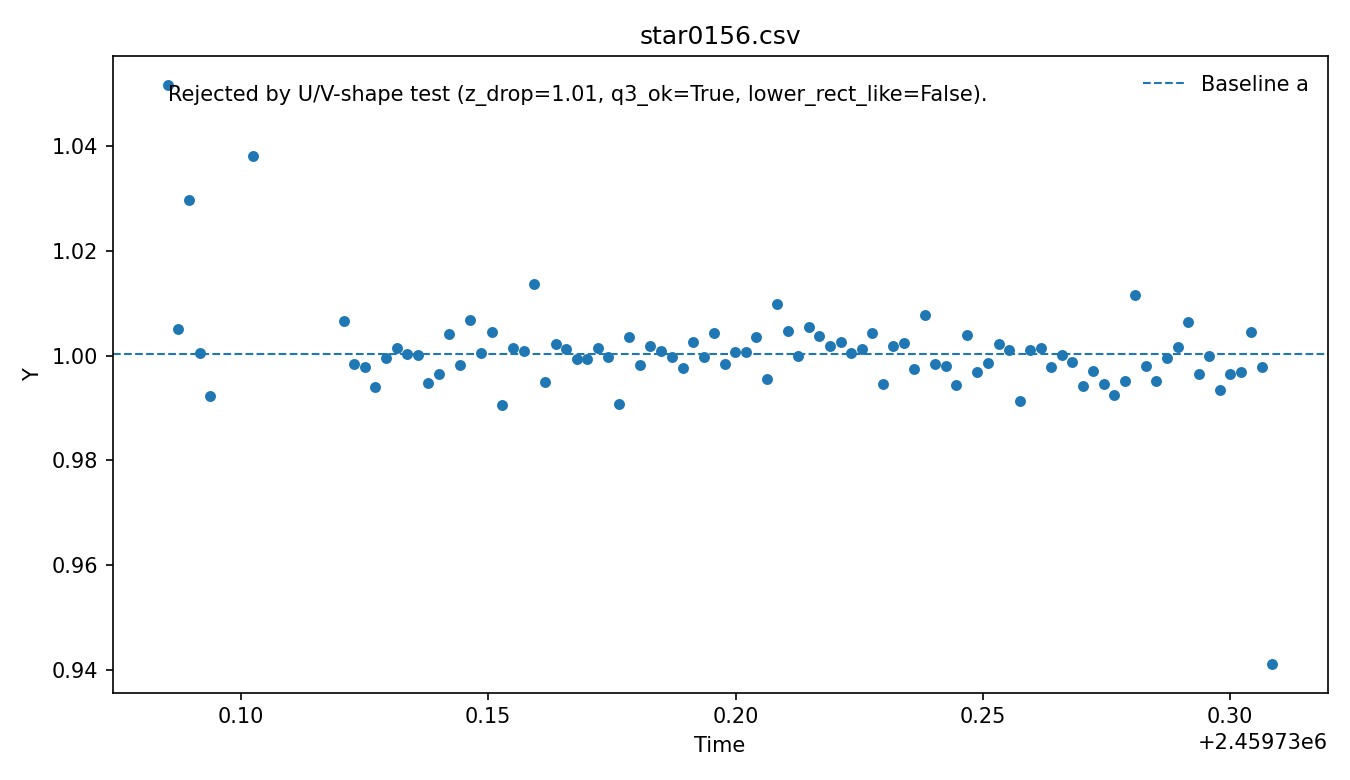 star0156.csv
Rejected by U/V-shape test (z_drop=1.01, q3_ok=True, lower_rect_like=False).
Baseline a
1.04
1.02
1.00
0.98
0.96
0.94
Y
0.10 0.15 0.20 0.25 0.30
Time
+2.45973e6